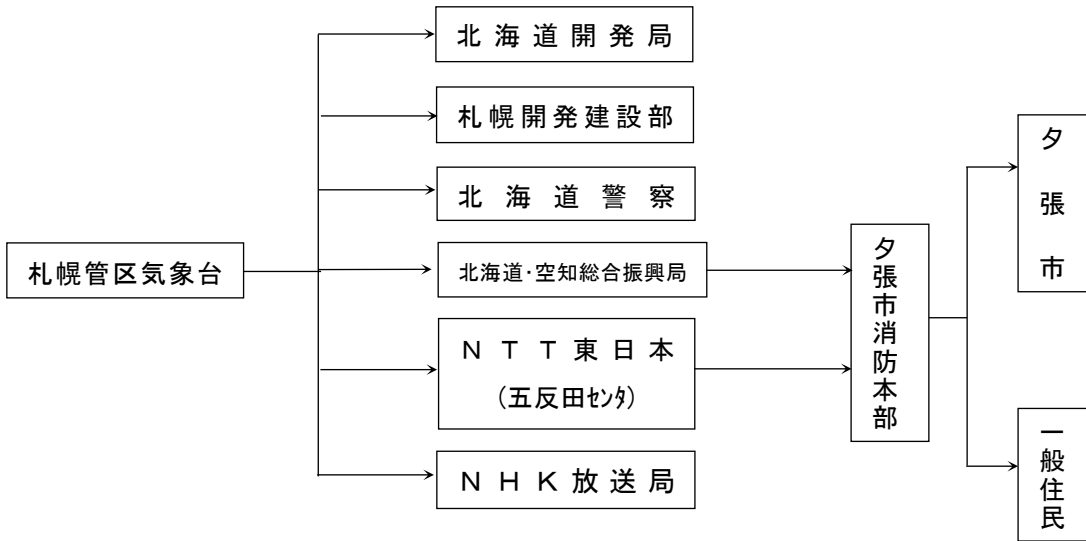 北海道開発局
札幌開発建設部
北海道警察
札幌管区気象台
北海道・空知総合振興局
NTT東日本
(五反田センタ)
NHK放送局
夕張市消防本部
夕張市
一般住民